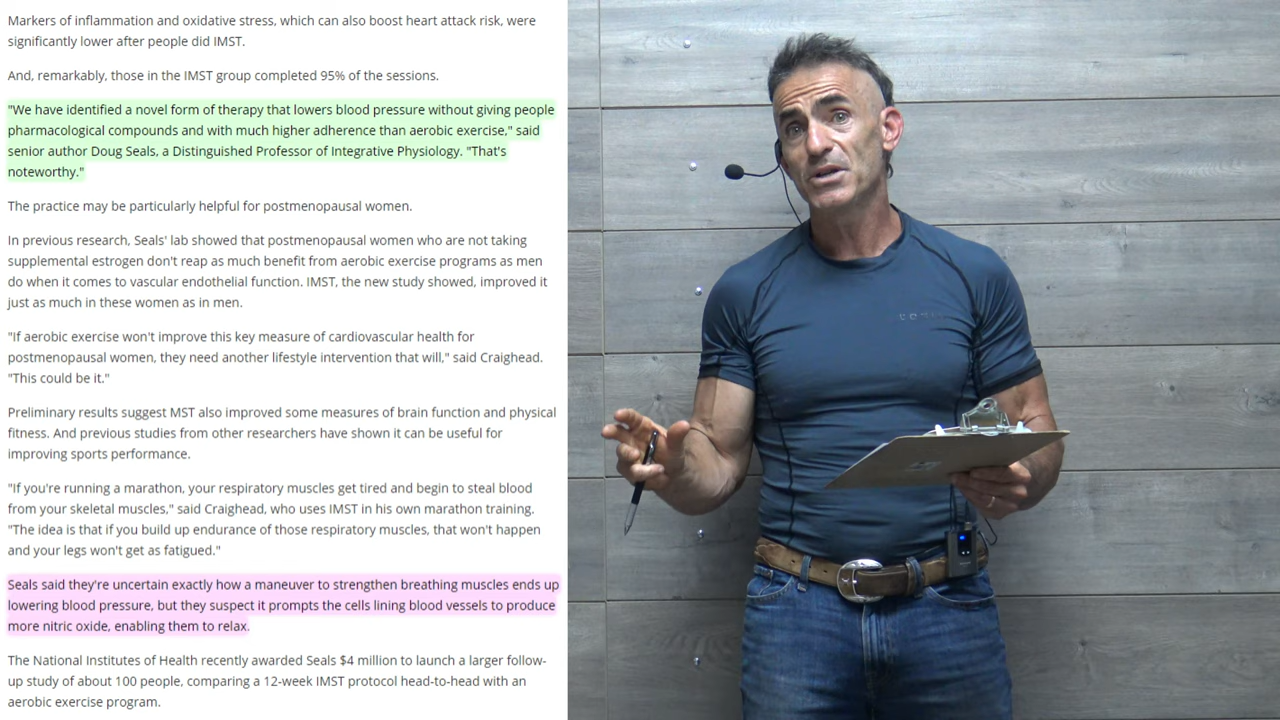 Markers of inflammation and oxidative stress, which can also boost heart attack risk, were
significantly lower after people did IMST.
And, remarkably, those in the IMST group completed 95% of the sessions.
"We have identified a novel form of therapy that lowers blood pressure without giving people
pharmacological compounds and with much higher adherence than aerobic exercise," said
senior author Doug Seals, a Distinguished Professor of Integrative Physiology. "That's
noteworthy."
The practice may be particularly helpful for postmenopausal women.
In previous research, Seals' lab showed that postmenopausal women who are not taking
supplemental estrogen don't reap as much benefit from aerobic exercise programs as men
do when it comes to vascular endothelial function. IMST, the new study showed, improved it
just as much in these women as in men.
"If aerobic exercise won't improve this key measure of cardiovascular health for
postmenopausal women, they need another lifestyle intervention that will," said Craighead.
"This could be it."
Preliminary results suggest MST also improved some measures of brain function and physical
fitness. And previous studies from other researchers have shown it can be useful for
improving sports performance.
"If you're running a marathon, your respiratory muscles get tired and begin to steal blood
from your skeletal muscles," said Craighead, who uses IMST in his own marathon training.
"The idea is that if you build up endurance of those respiratory muscles, that won't happen
and your legs won't get as fatigued."
Seals said they're uncertain exactly how a maneuver to strengthen breathing muscles ends up
lowering blood pressure, but they suspect it prompts the cells lining blood vessels to produce
more nitric oxide, enabling them to relax.
The National Institutes of Health recently awarded Seals $4 million to launch a larger follow-
up study of about 100 people, comparing a 12-week IMST protocol head-to-head with an
aerobic exercise program.